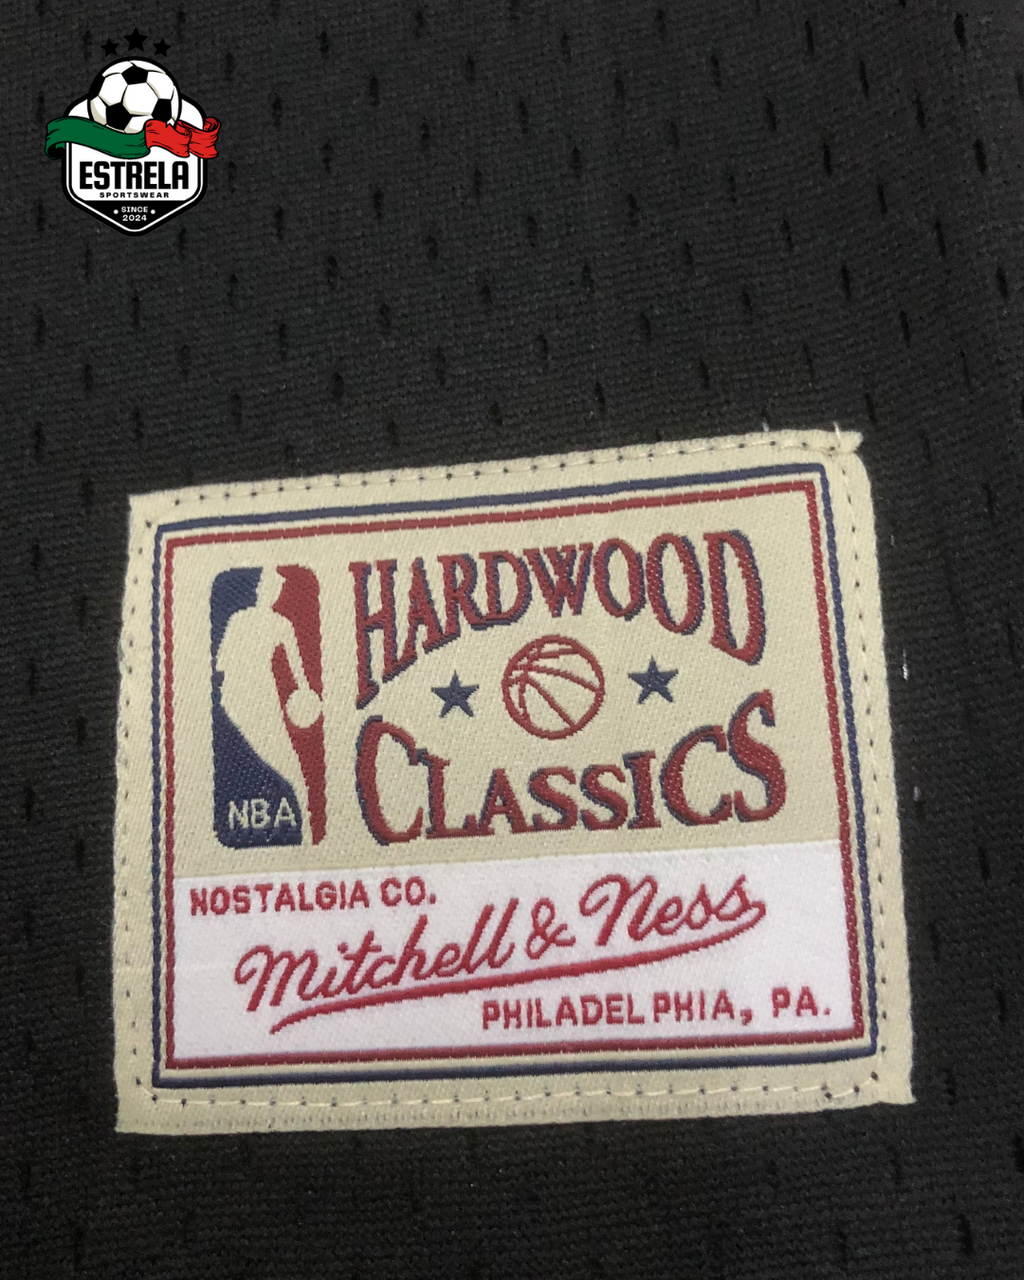 ESTRELA
SPORTSWEAR
SINCE
2024
HARDWOOD
CLASSICS
NBA
NOSTALGIA CO.
Mitchell & Ness
PHILADELPHIA, PA.